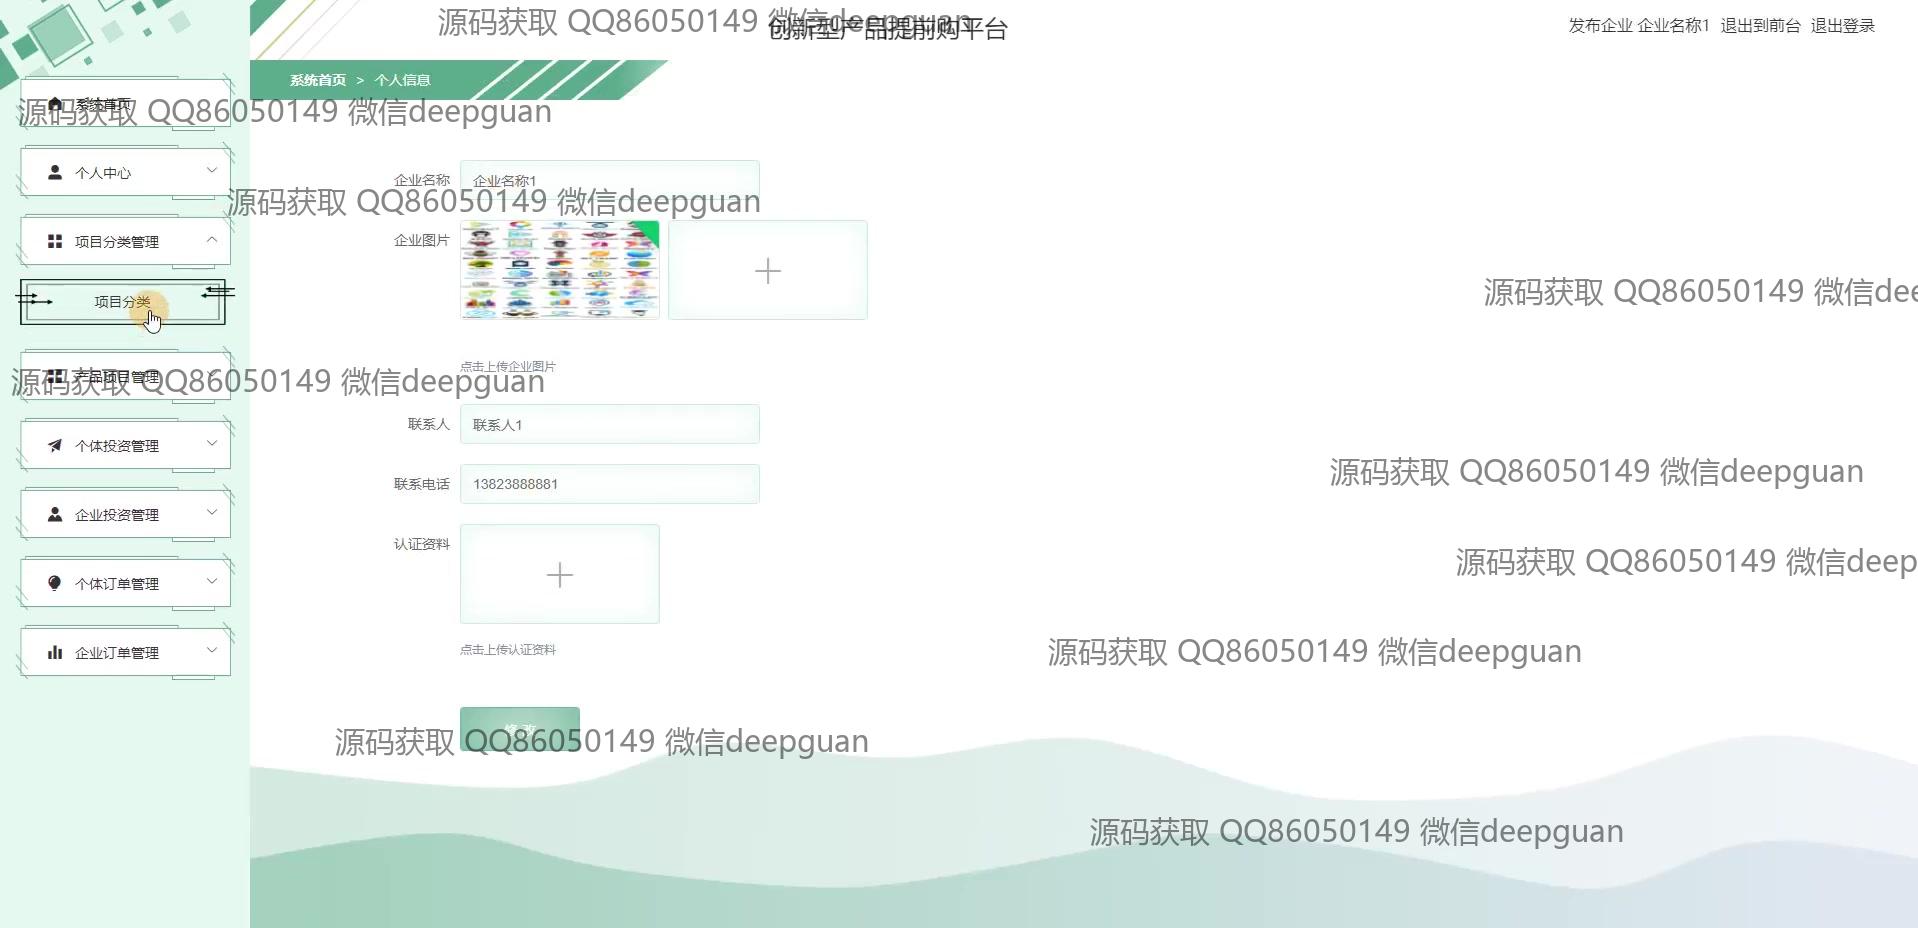 源码获取 QQ86050149 微信deepguan
创新型产品提前购平台
发布企业 企业名称1 退出到前台 退出登录
系统首页 > 个人信息
系统首页
源码获取 QQ86050149 微信deepguan
个人中心
企业名称 企业名称1
源码获取 QQ86050149 微信deepguan
项目分类管理
企业图片
项目分类
源码获取 QQ86050149 微信dee
点击上传企业图片
产品项目管理
源码获取 QQ86050149 微信deepguan
联系人 联系人1
个体投资管理
源码获取 QQ86050149 微信deepguan
联系电话 13823888881
企业投资管理
认证资料
源码获取 QQ86050149 微信deep
个体订单管理
点击上传认证资料
企业订单管理
源码获取 QQ86050149 微信deepguan
修改
源码获取 QQ86050149 微信deepguan
源码获取 QQ86050149 微信deepguan